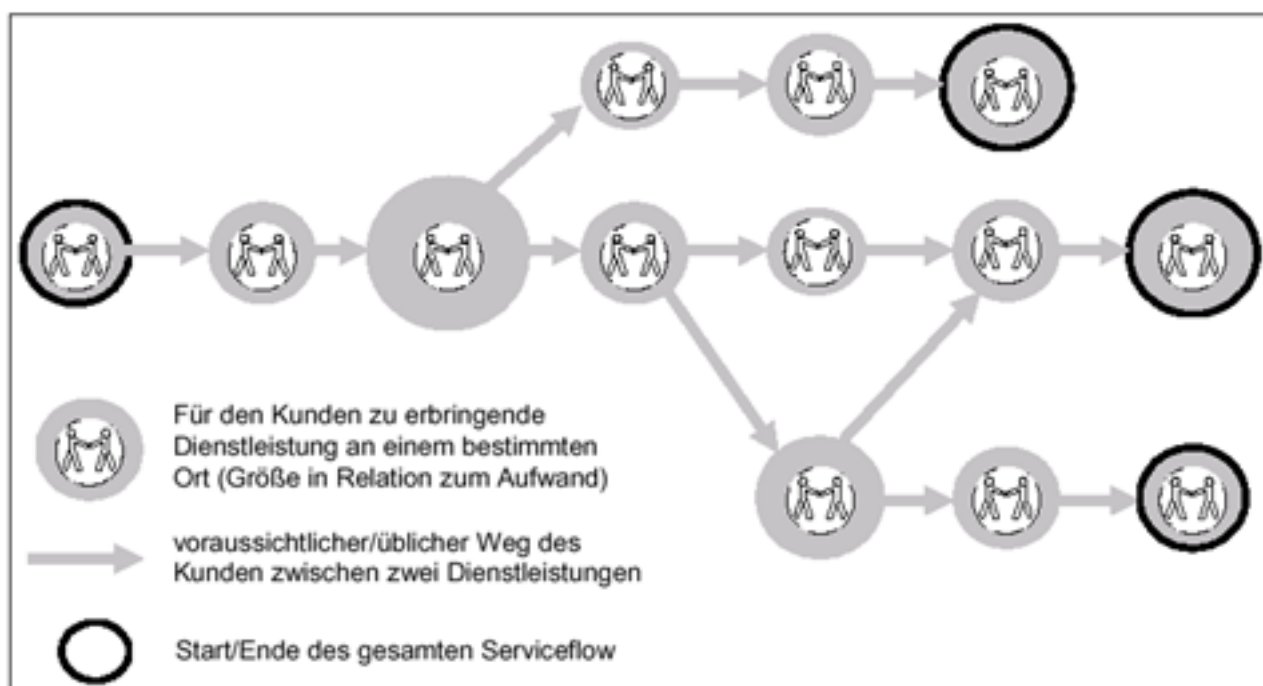 Für den Kunden zu erbringende
Dienstleistung an einem bestimmten
Ort (Größe in Relation zum Aufwand)
voraussichtlicher/üblicher Weg des
Kunden zwischen zwei Dienstleistungen
Start/Ende des gesamten Serviceflow